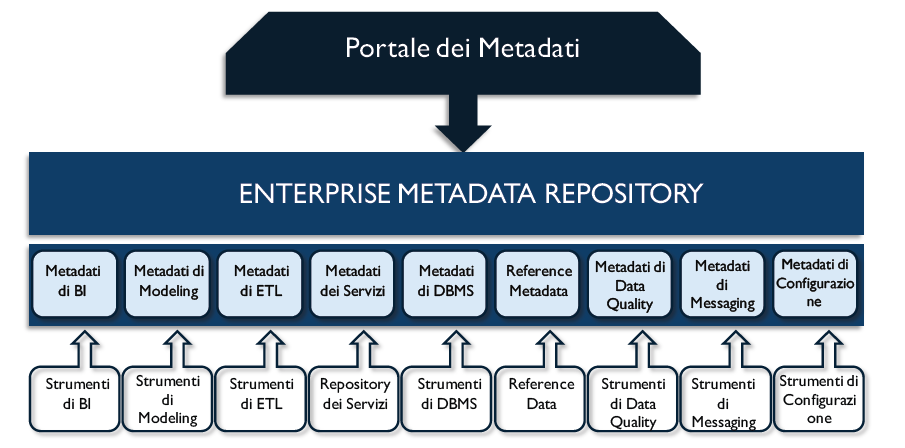 Portale dei Metadati
ENTERPRISE METADATA REPOSITORY
Metadati
di BI
Metadati di
Modeling
Metadati
di ETL
Metadati
dei Servizi
Metadati
di DBMS
Reference
Metadata
Metadati di
Data
Quality
Metadati
di
Messaging
Metadati di
Configurazio
ne
Strumenti
di BI
Strumenti
di
Modeling
Strumenti
di ETL
Repository
dei Servizi
Strumenti
di DBMS
Reference
Data
Strumenti
di Data
Quality
Strumenti
di
Messaging
Strumenti di
Configurazi
one